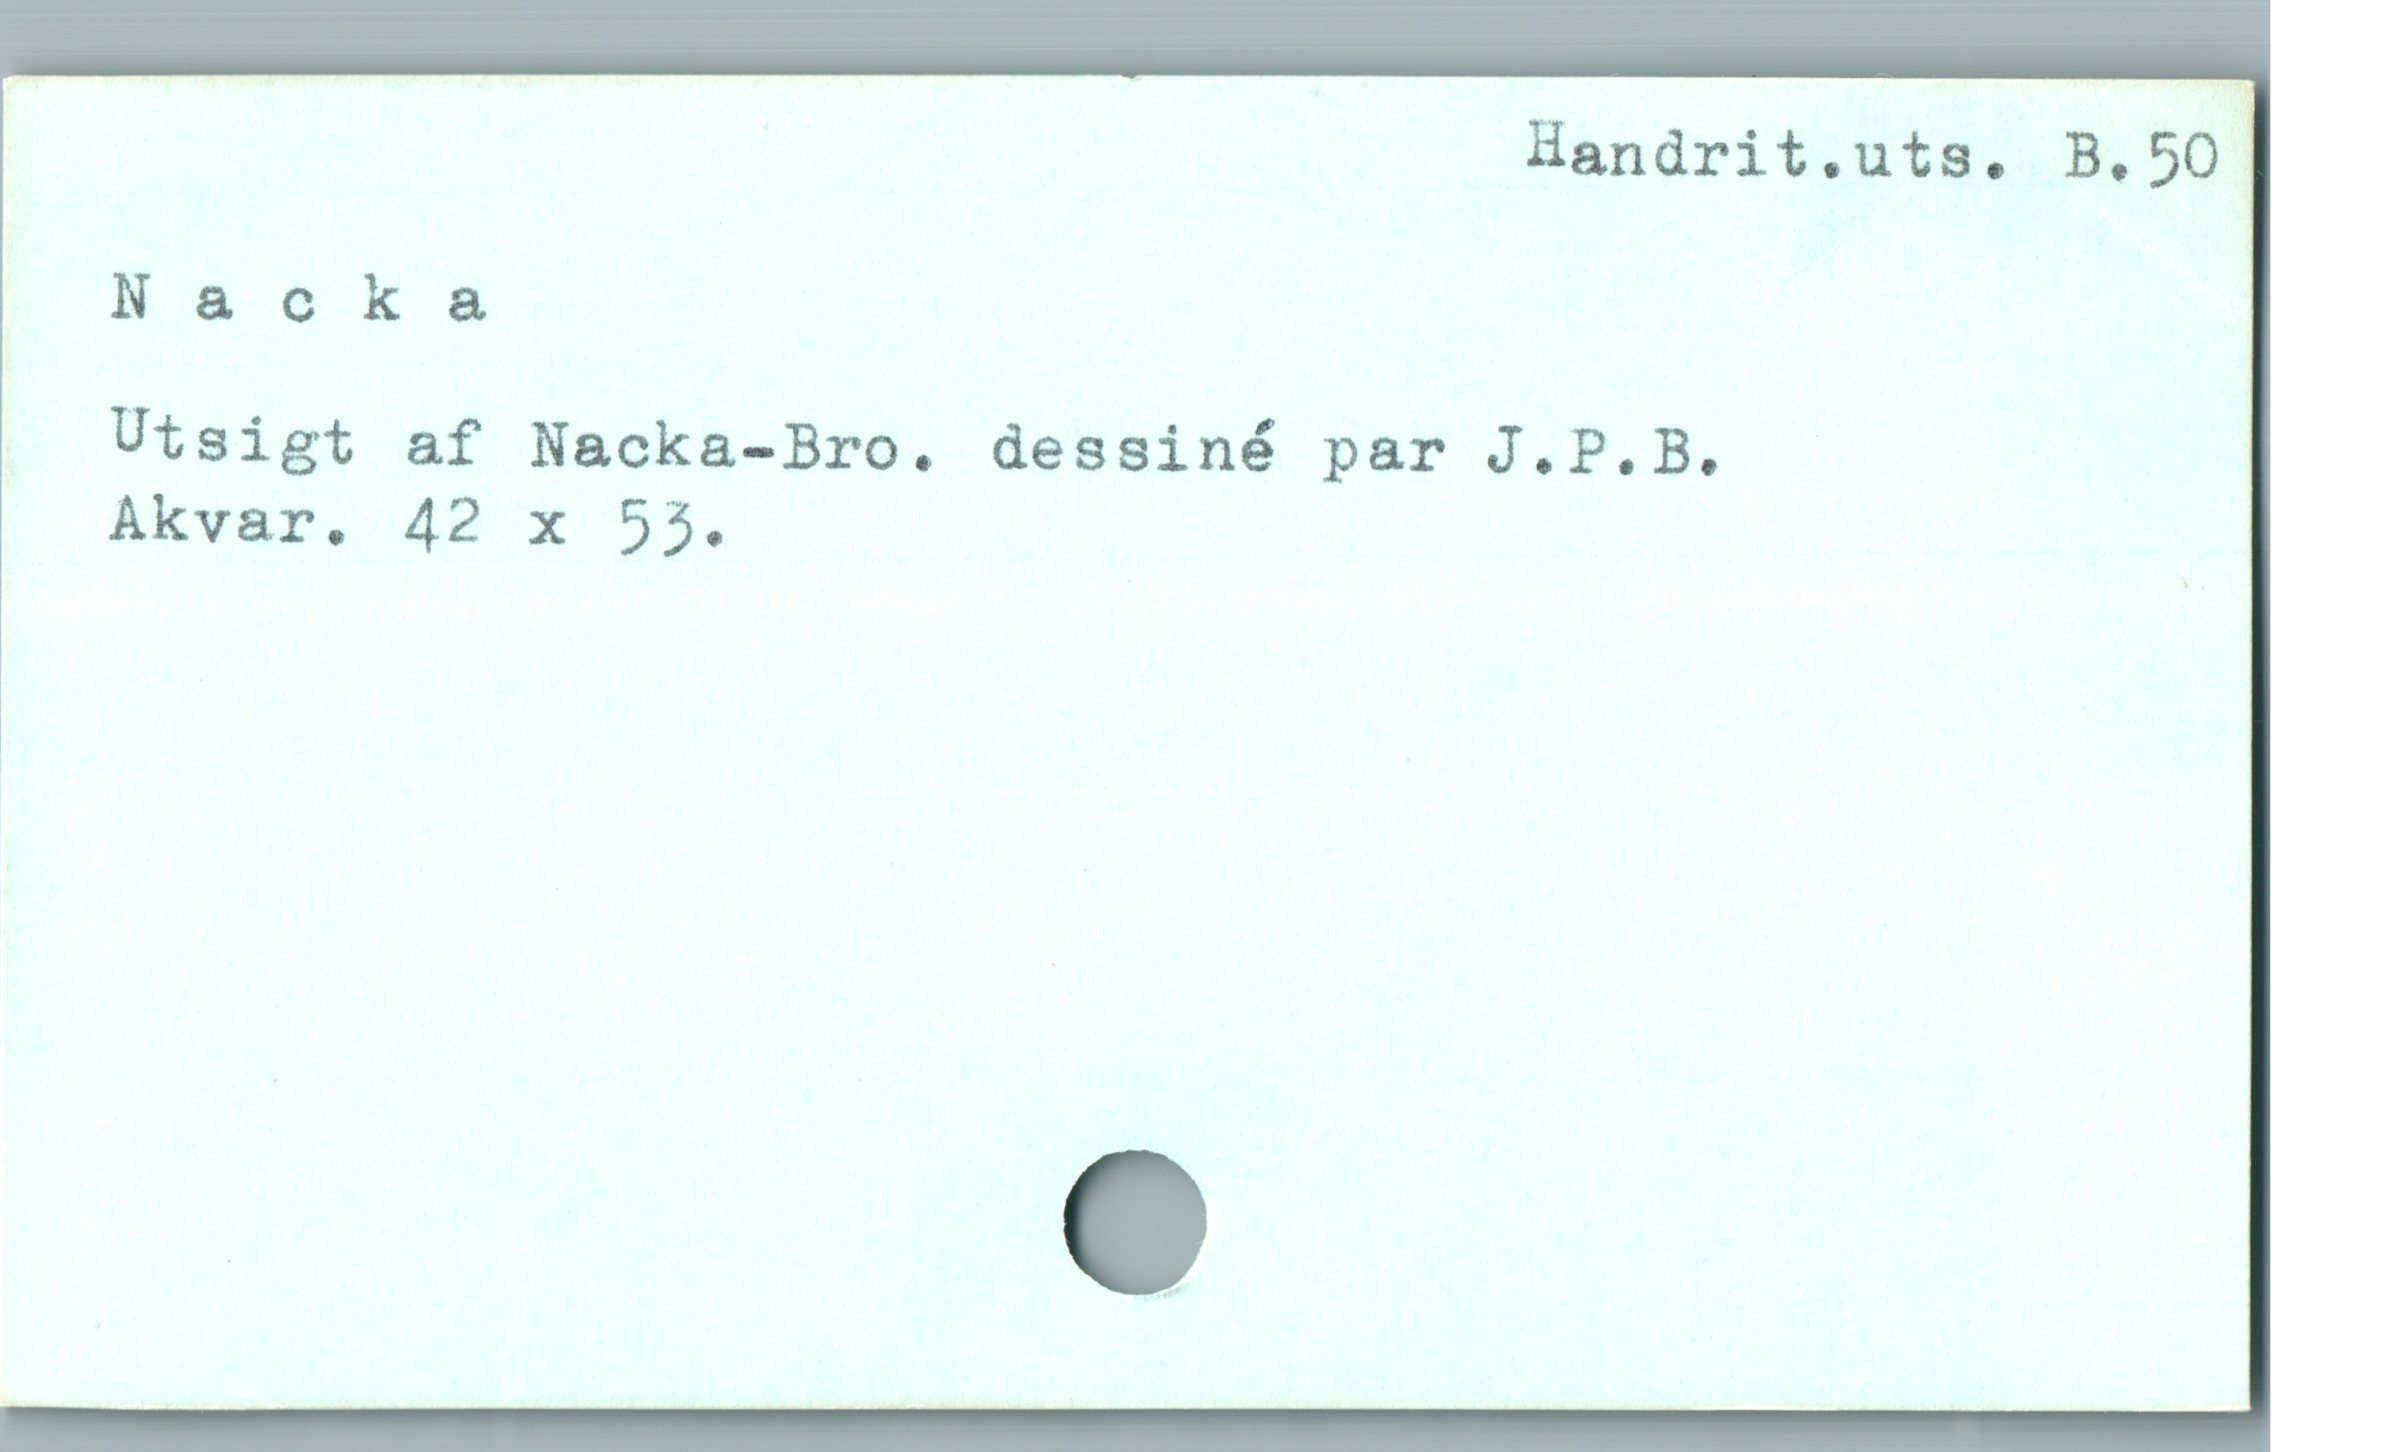 Handrit.uts. B.50
N a c k a
Utsigt af Nacka-Bro. dessiné par J.P.B.
Akvar. 42 x 53.